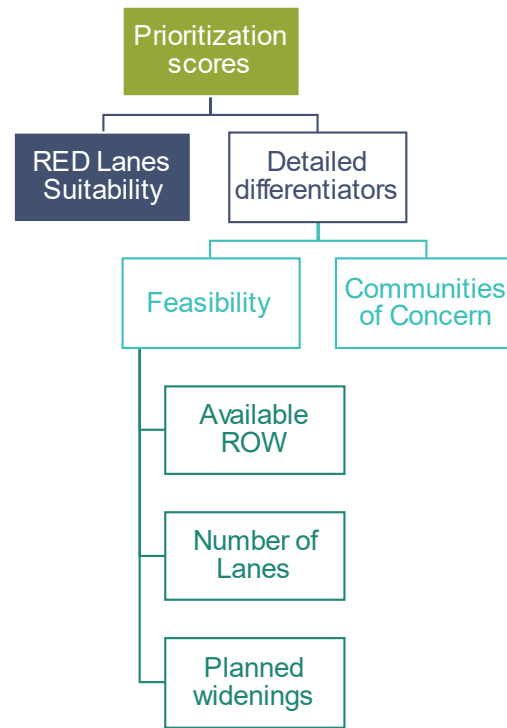 Prioritization
scores
RED Lanes
Suitability
Detailed
differentiators
Feasibility
Communities
of Concern
Available
ROW
Number of
Lanes
Planned
widenings